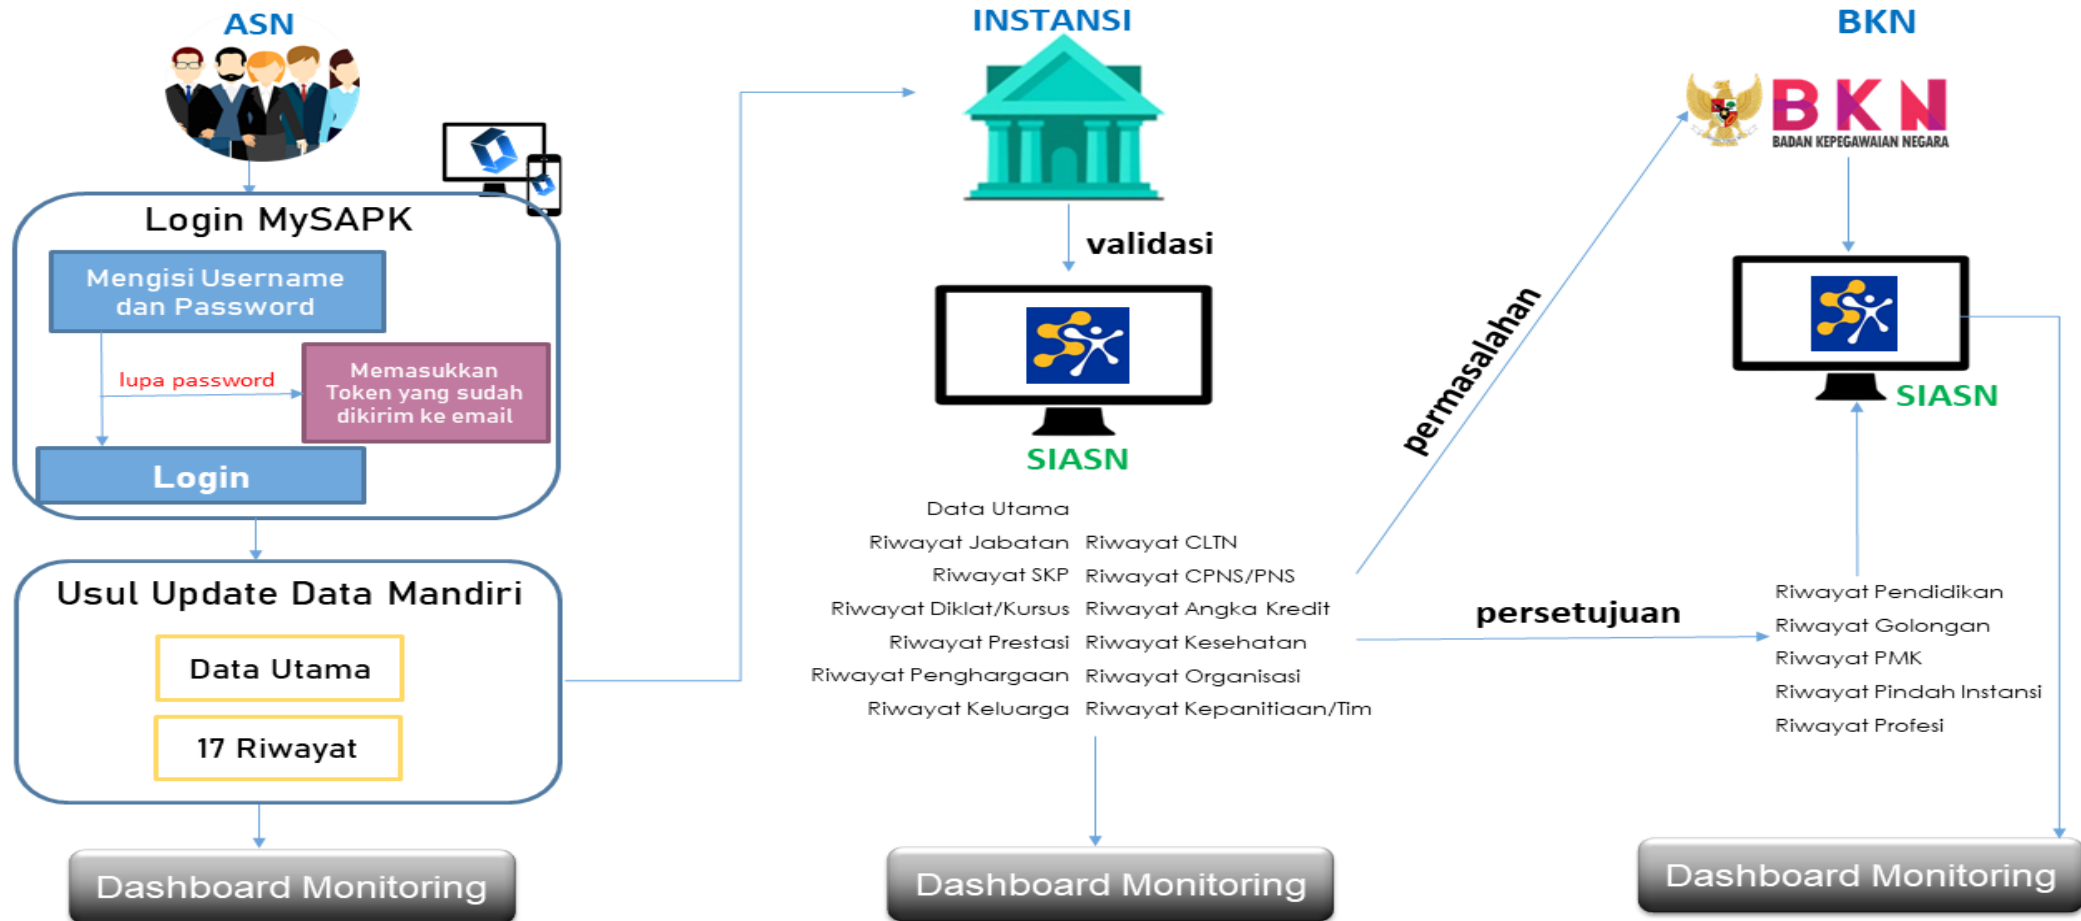 ASN
Login MySAPK
Mengisi Username
dan Password
lupa password
Memasukkan
Token yang sudah
dikirim ke email
Login
Usul Update Data Mandiri
Data Utama
17 Riwayat
Dashboard Monitoring
INSTANSI
validasi
SIASN
Data Utama
Riwayat Jabatan Riwayat CLTN
Riwayat SKP Riwayat CPNS/PNS
Riwayat Diklat/Kursus Riwayat Angka Kredit
Riwayat Prestasi Riwayat Kesehatan
Riwayat Penghargaan Riwayat Organisasi
Riwayat Keluarga Riwayat Kepanitiaan/Tim
Dashboard Monitoring
permasalahan
persetujuan
BKN
BKN
BADAN KEPEGAWAIAN NEGARA
SIASN
Riwayat Pendidikan
Riwayat Golongan
Riwayat PMK
Riwayat Pindah Instansi
Riwayat Profesi
Dashboard Monitoring